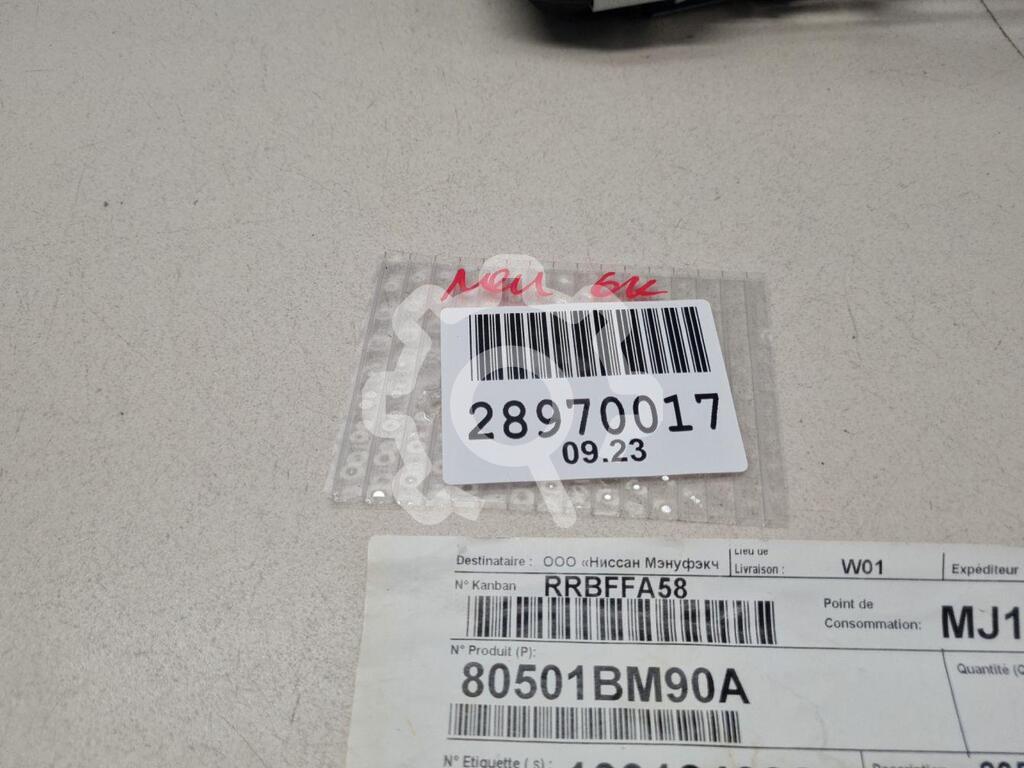 28970017
09.23
Destinataire : ООО «Ниссан Мэнуфэкч
Lieu de
Livraison : W01
Expéditeur
N° Kanban RRBFFA58
Point de
Consommation: MJ1
N° Produit (P):
80501BM90A
Quantité (Q
N° Etiquette ( s) :